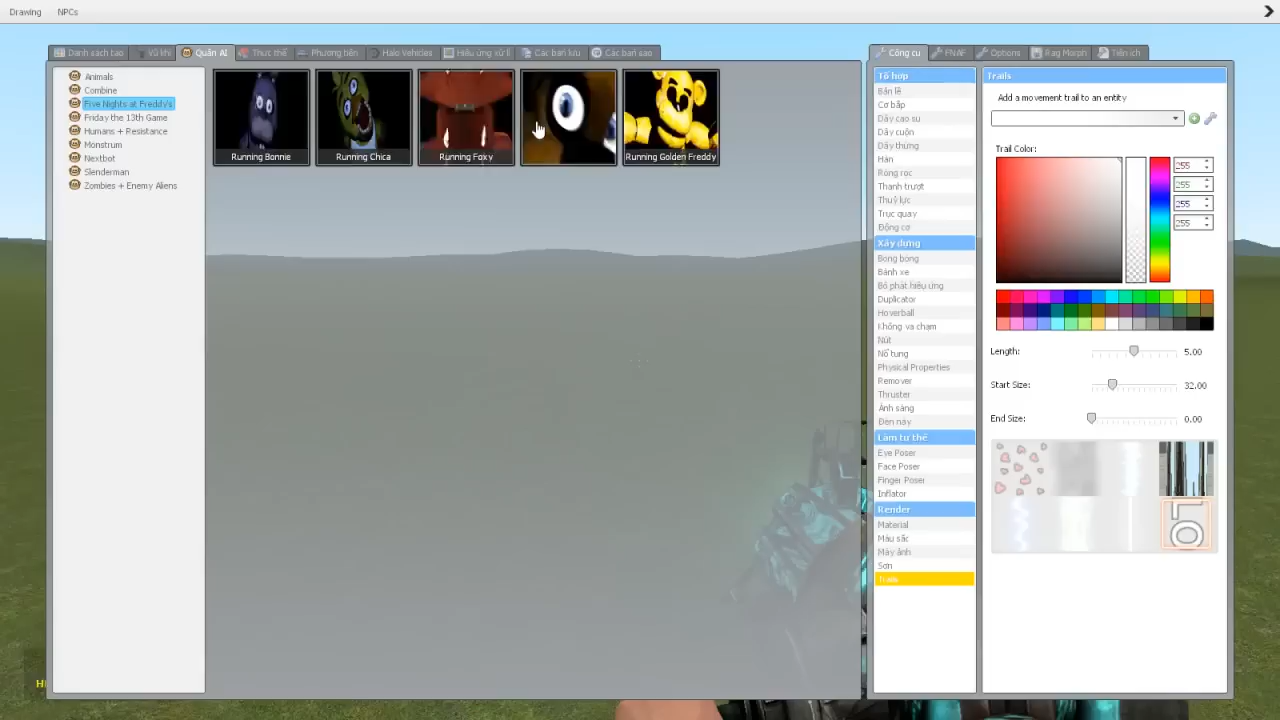 Drawing NPCs
Danh sách tạo
Vũ khí
Quân AI
Thực thể
Phương tiện
Halo Vehicles
Hiệu ứng xử lí
Các bản lưu
Các bản sao
Công cụ
FNAF
Options
Rag Morph
Tiện ích
Animals
Combine
Five Nights at Freddy's
Friday the 13th Game
Humans + Resistance
Monstrum
Nextbot
Slenderman
Zombies + Enemy Aliens
Running Bonnie
Running Chica
Running Foxy
Running Golden Freddy
Tổ hợp
Bản lề
Cơ bắp
Dây cao su
Dây cuộn
Dây thừng
Hàn
Ròng rọc
Thanh trượt
Thuỷ lực
Trục quay
Động cơ
Xây dựng
Bong bóng
Bánh xe
Bộ phát hiệu ứng
Duplicator
Hoverball
Không va chạm
Nút
Nổ tung
Physical Properties
Remover
Thruster
Ánh sáng
Đèn này
Làm tư thế
Eye Poser
Face Poser
Finger Poser
Inflator
Render
Material
Màu sắc
Máy ảnh
Sơn
Trails
Trails
Add a movement trail to an entity
Trail Color:
255
255
255
255
Length: 5.00
Start Size: 32.00
End Size: 0.00